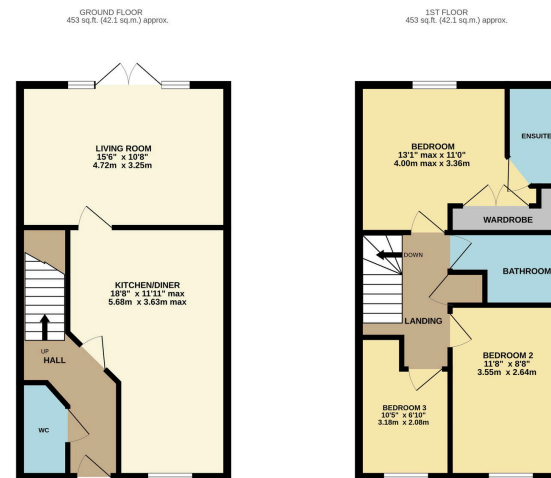 GROUND FLOOR
453 sq.ft. (42.1 sq.m.) approx.
LIVING ROOM
15'6" x 10'8"
4.72m x 3.25m
KITCHEN/DINER
18'8" x 11'11" max
5.68m x 3.63m max
UP
HALL
WC
1ST FLOOR
453 sq.ft. (42.1 sq.m.) approx.
BEDROOM
13'1" max x 11'0"
4.00m max x 3.36m
ENSUITE
WARDROBE
DOWN
BATHROOM
LANDING
BEDROOM 2
11'8" x 8'8"
3.55m x 2.64m
BEDROOM 3
10'5" x 6'10"
3.18m x 2.08m